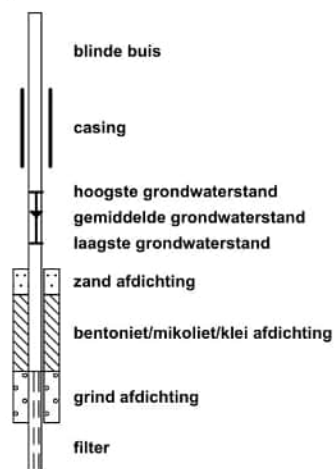 blinde buis
casing
hoogste grondwaterstand
gemiddelde grondwaterstand
laagste grondwaterstand
zand afdichting
bentoniet/mikoliet/klei afdichting
grind afdichting
filter